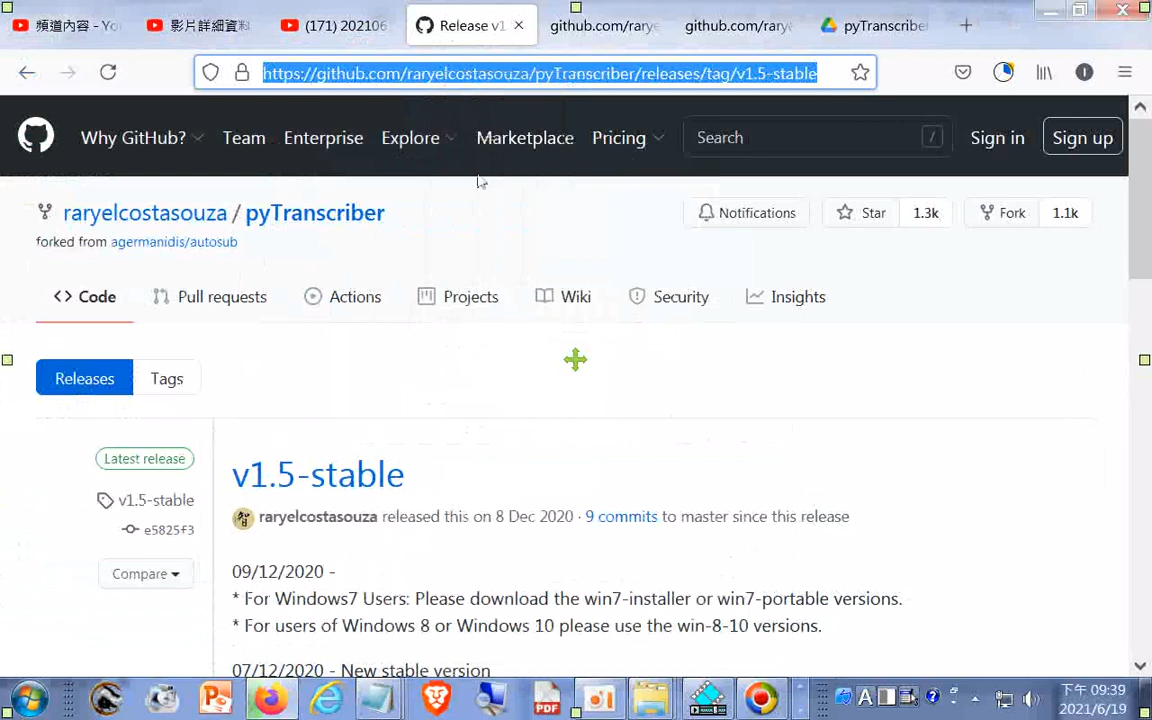 頻道內容 - Yo
影片詳細資料
(171) 202106
Release v1
github.com/rarye
github.com/rarye
pyTranscriber
https://github.com/raryelcostasouza/pyTranscriber/releases/tag/v1.5-stable
Why GitHub?
Team
Enterprise
Explore
Marketplace
Pricing
Search
/
Sign in
Sign up
raryelcostasouza / pyTranscriber
Notifications
Star
1.3k
Fork
1.1k
forked from agermanidis/autosub
Code
Pull requests
Actions
Projects
Wiki
Security
Insights
Releases
Tags
Latest release
v1.5-stable
v1.5-stable
raryelcostasouza released this on 8 Dec 2020 · 9 commits to master since this release
e5825f3
Compare
09/12/2020 -
* For Windows7 Users: Please download the win7-installer or win7-portable versions.
* For users of Windows 8 or Windows 10 please use the win-8-10 versions.
07/12/2020 - New stable version
PDF
A
下午 09:39
2021/6/19